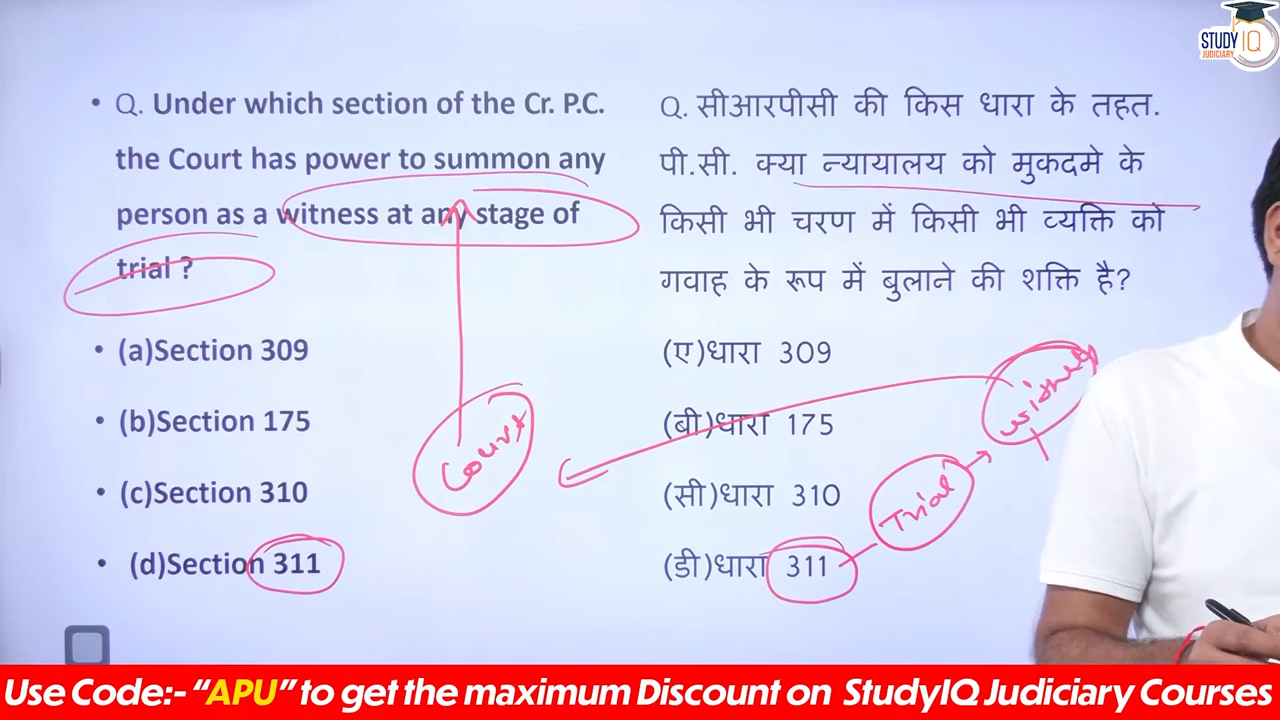 STUDY IQ
JUDICIARY
• Q. Under which section of the Cr. P.C.
the Court has power to summon any
person as a witness at any stage of
trial ?
• (a)Section 309
• (b)Section 175
• (c)Section 310
• (d)Section 311
Q. सीआरपीसी की किस धारा के तहत.
पी.सी. क्या न्यायालय को मुकदमे के
किसी भी चरण में किसी भी व्यक्ति को
गवाह के रूप में बुलाने की शक्ति है?
(ए)धारा 309
(बी)धारा 175
(सी)धारा 310
(डी)धारा 311
Court
Trial
Witness
Use Code:- “APU” to get the maximum Discount on StudyIQ Judiciary Courses